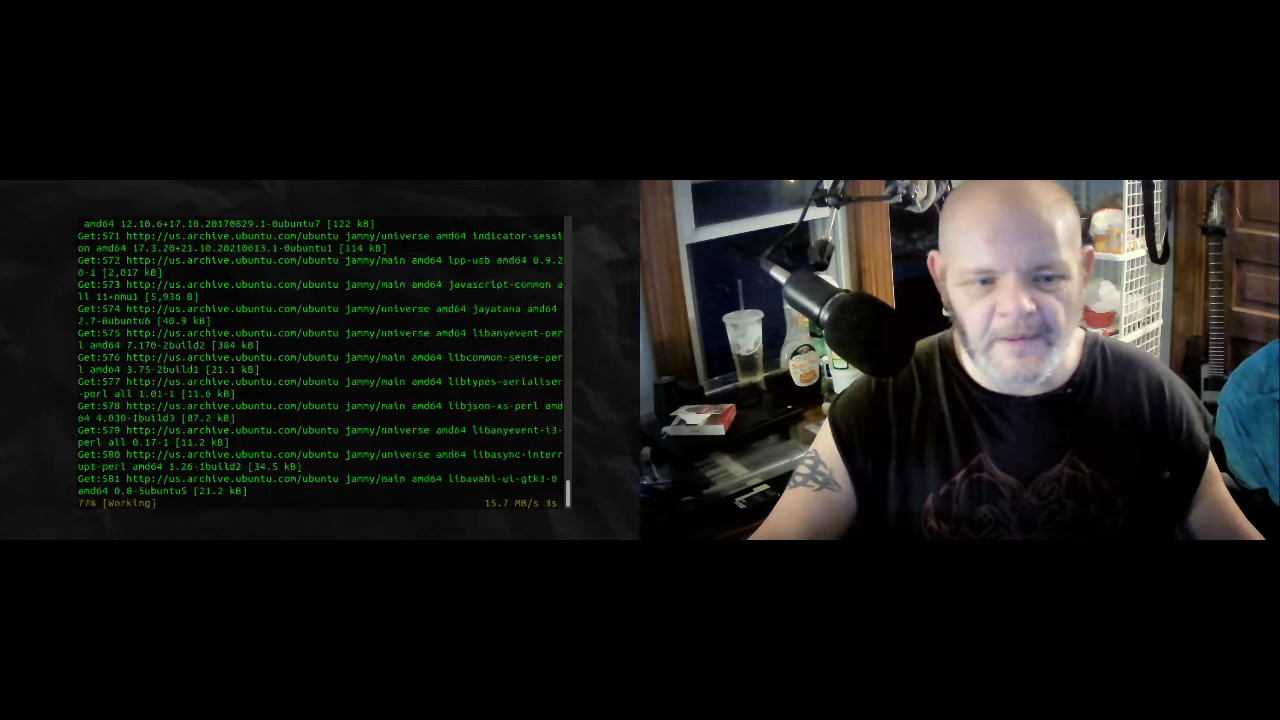 amd64 12.10.6+17.10.20170829.1-0ubuntu7 [122 kB]
Get:571 http://us.archive.ubuntu.com/ubuntu jammy/universe amd64 indicator-sessi
on amd64 17.3.20+21.10.20210613.1-0ubuntu1 [114 kB]
Get:572 http://us.archive.ubuntu.com/ubuntu jammy/main amd64 ipp-usb amd64 0.9.2
0-1 [2,017 kB]
Get:573 http://us.archive.ubuntu.com/ubuntu jammy/main amd64 javascript-common a
ll 11+nmu1 [5,936 B]
Get:574 http://us.archive.ubuntu.com/ubuntu jammy/universe amd64 jayatana amd64
2.7-0ubuntu6 [40.9 kB]
Get:575 http://us.archive.ubuntu.com/ubuntu jammy/universe amd64 libanyevent-per
l amd64 7.170-2build2 [384 kB]
Get:576 http://us.archive.ubuntu.com/ubuntu jammy/main amd64 libcommon-sense-per
l amd64 3.75-2build1 [21.1 kB]
Get:577 http://us.archive.ubuntu.com/ubuntu jammy/main amd64 libtypes-serialiser
-perl all 1.01-1 [11.6 kB]
Get:578 http://us.archive.ubuntu.com/ubuntu jammy/main amd64 libjson-xs-perl amd
64 4.030-1build3 [87.2 kB]
Get:579 http://us.archive.ubuntu.com/ubuntu jammy/universe amd64 libanyevent-i3-
perl all 0.17-1 [11.2 kB]
Get:580 http://us.archive.ubuntu.com/ubuntu jammy/universe amd64 libasync-interr
upt-perl amd64 1.26-1build2 [34.5 kB]
Get:581 http://us.archive.ubuntu.com/ubuntu jammy/main amd64 libavahi-ui-gtk3-0
amd64 0.8-5ubuntu5 [21.2 kB]
77% [Working] 15.7 MB/s 3s